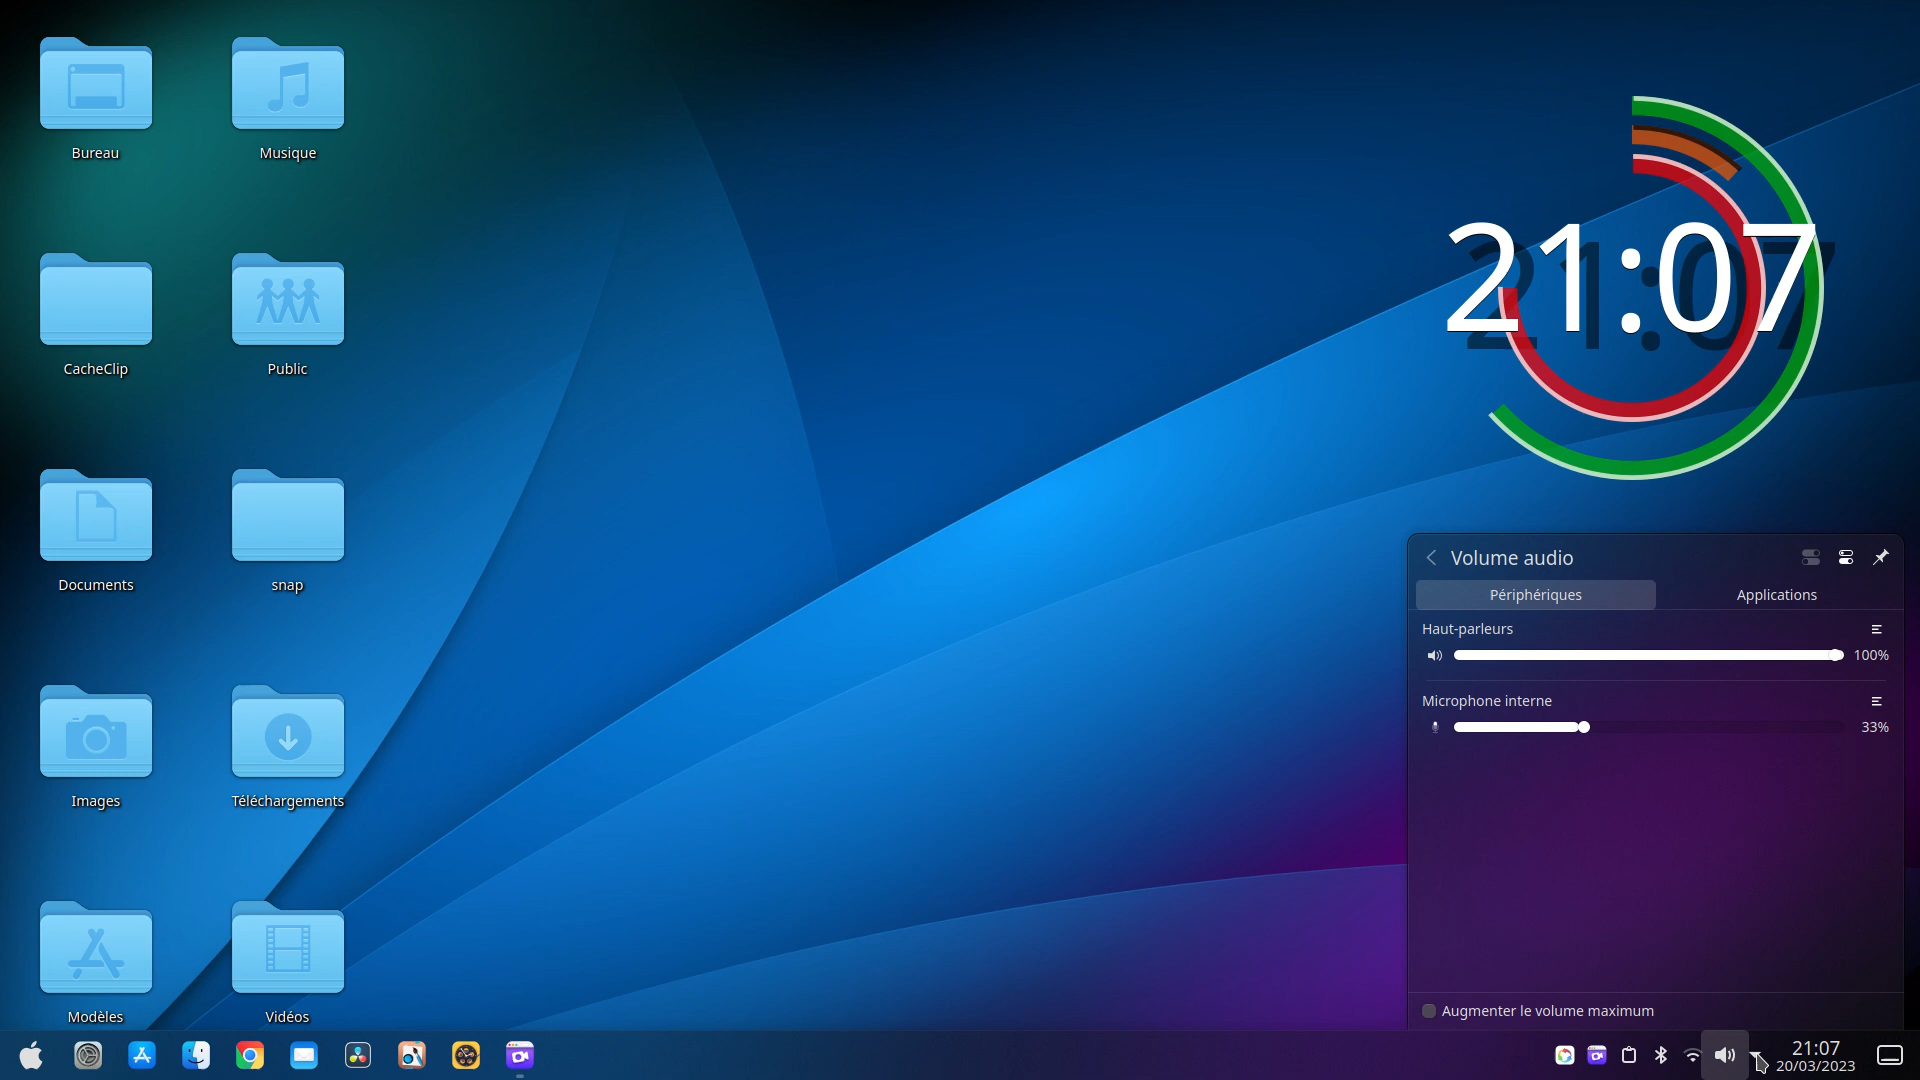 Bureau
Musique
CacheClip
Public
Documents
snap
Images
Téléchargements
Modèles
Vidéos
21:07
Volume audio
Périphériques
Applications
Haut-parleurs
100%
Microphone interne
33%
Augmenter le volume maximum
21:07
20/03/2023